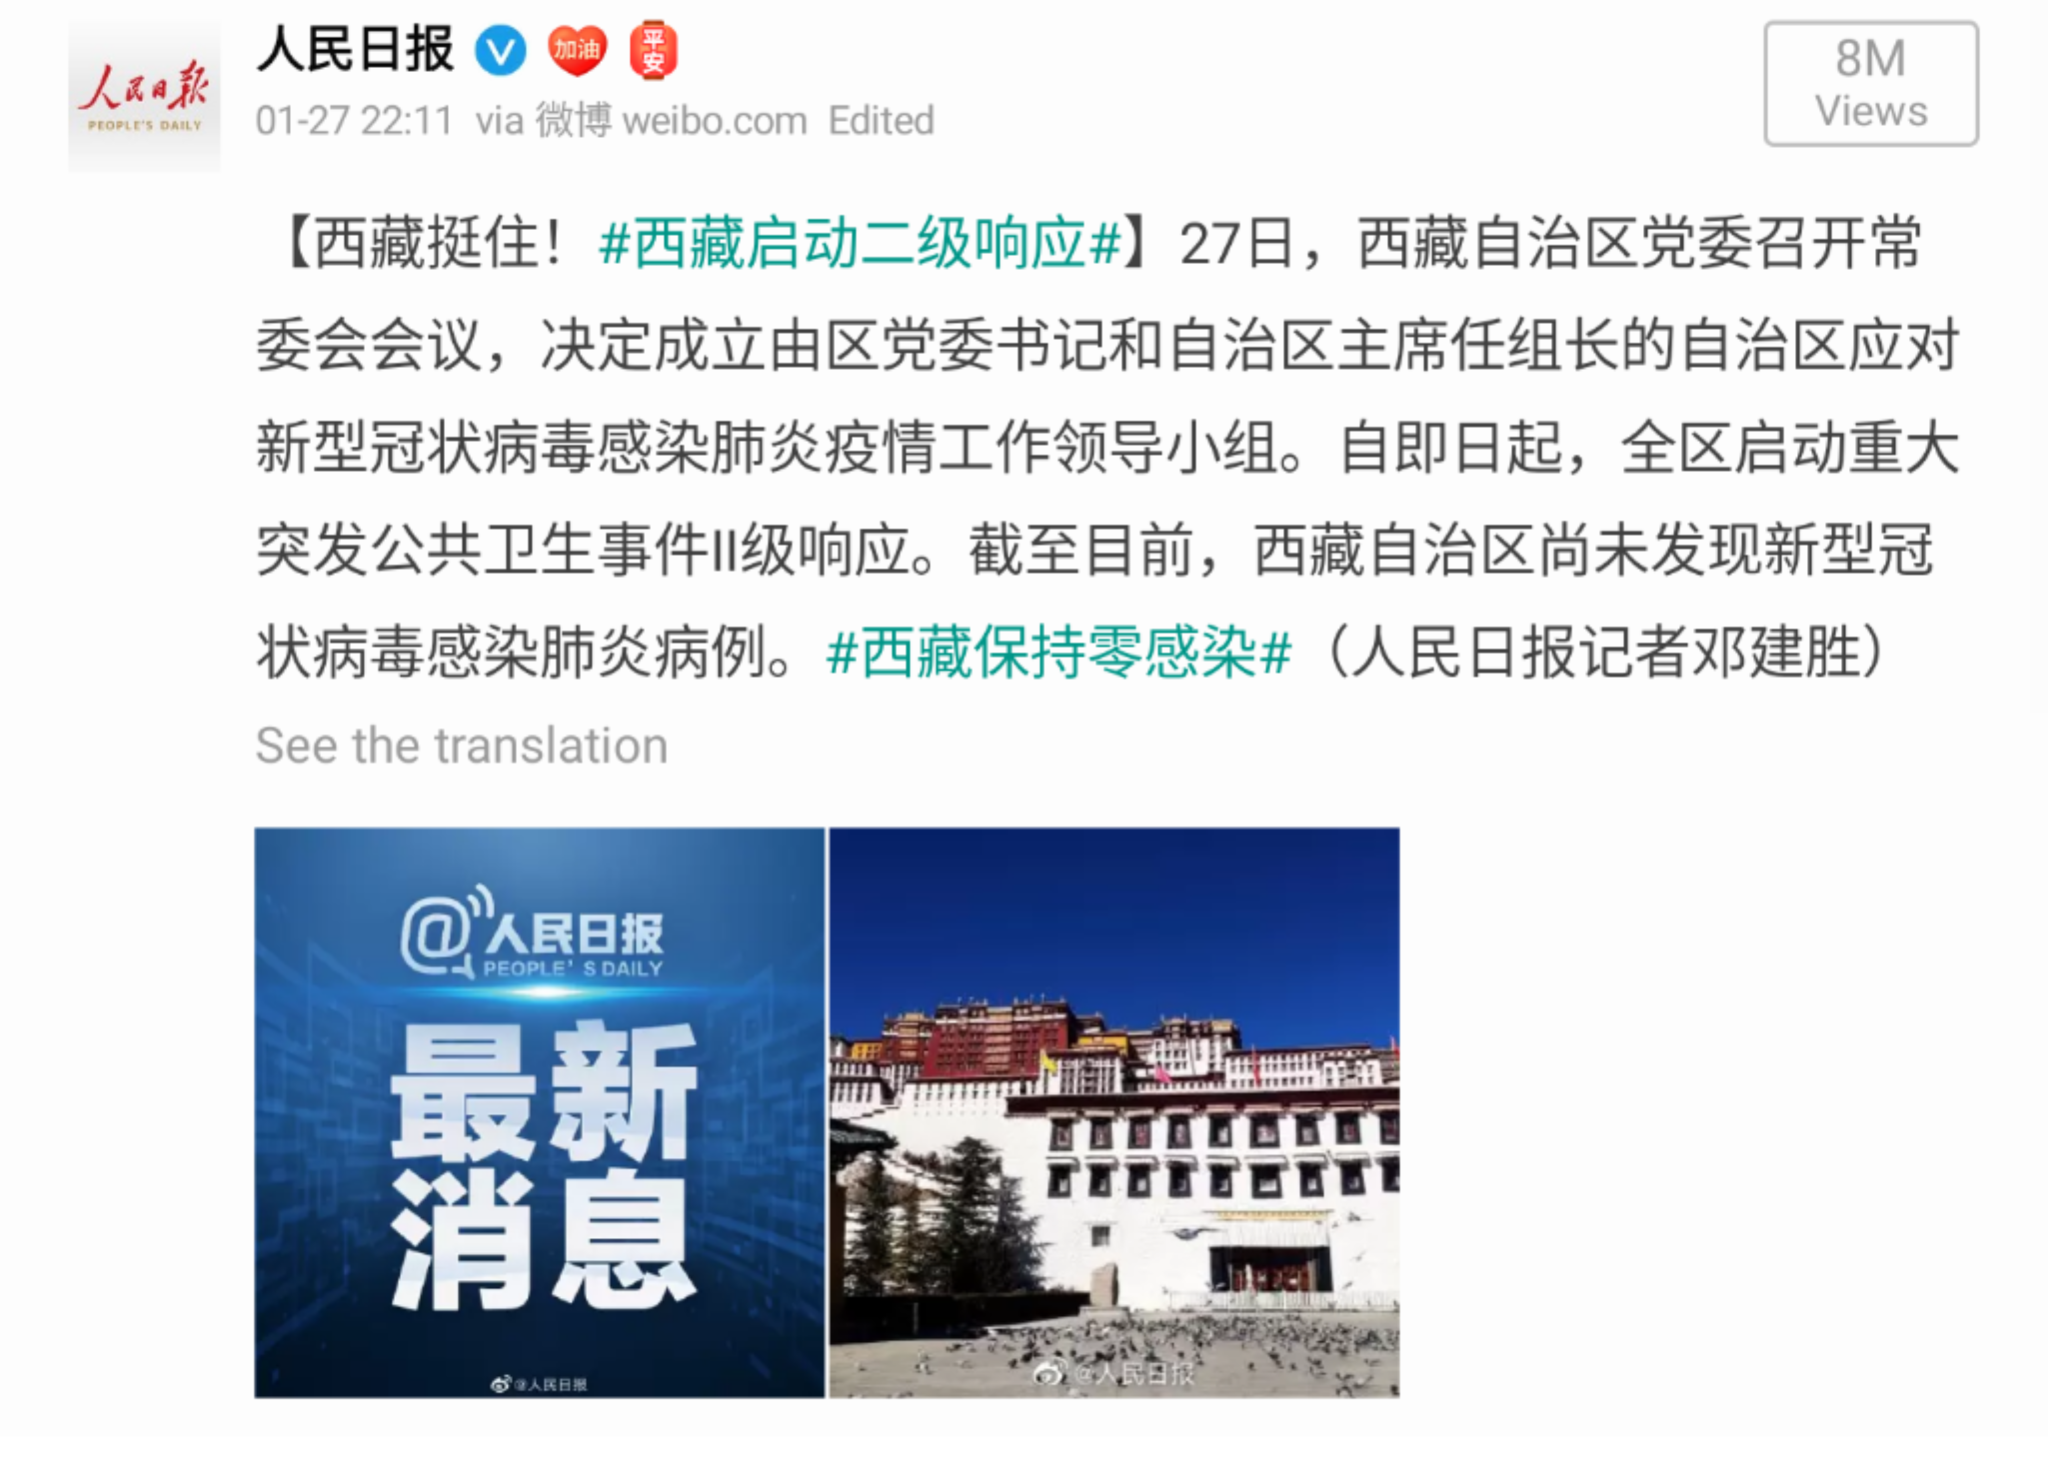 人民日报
PEOPLE'S DAILY
人民日报 加油 平安
01-27 22:11 via 微博 weibo.com Edited
8M
Views
【西藏挺住！#西藏启动二级响应#】27日，西藏自治区党委召开常
委会会议，决定成立由区党委书记和自治区主席任组长的自治区应对
新型冠状病毒感染肺炎疫情工作领导小组。自即日起，全区启动重大
突发公共卫生事件II级响应。截至目前，西藏自治区尚未发现新型冠
状病毒感染肺炎病例。#西藏保持零感染#（人民日报记者邓建胜）
See the translation
@人民日报
PEOPLE'S DAILY
最新
消息
@人民日报
@人民日报